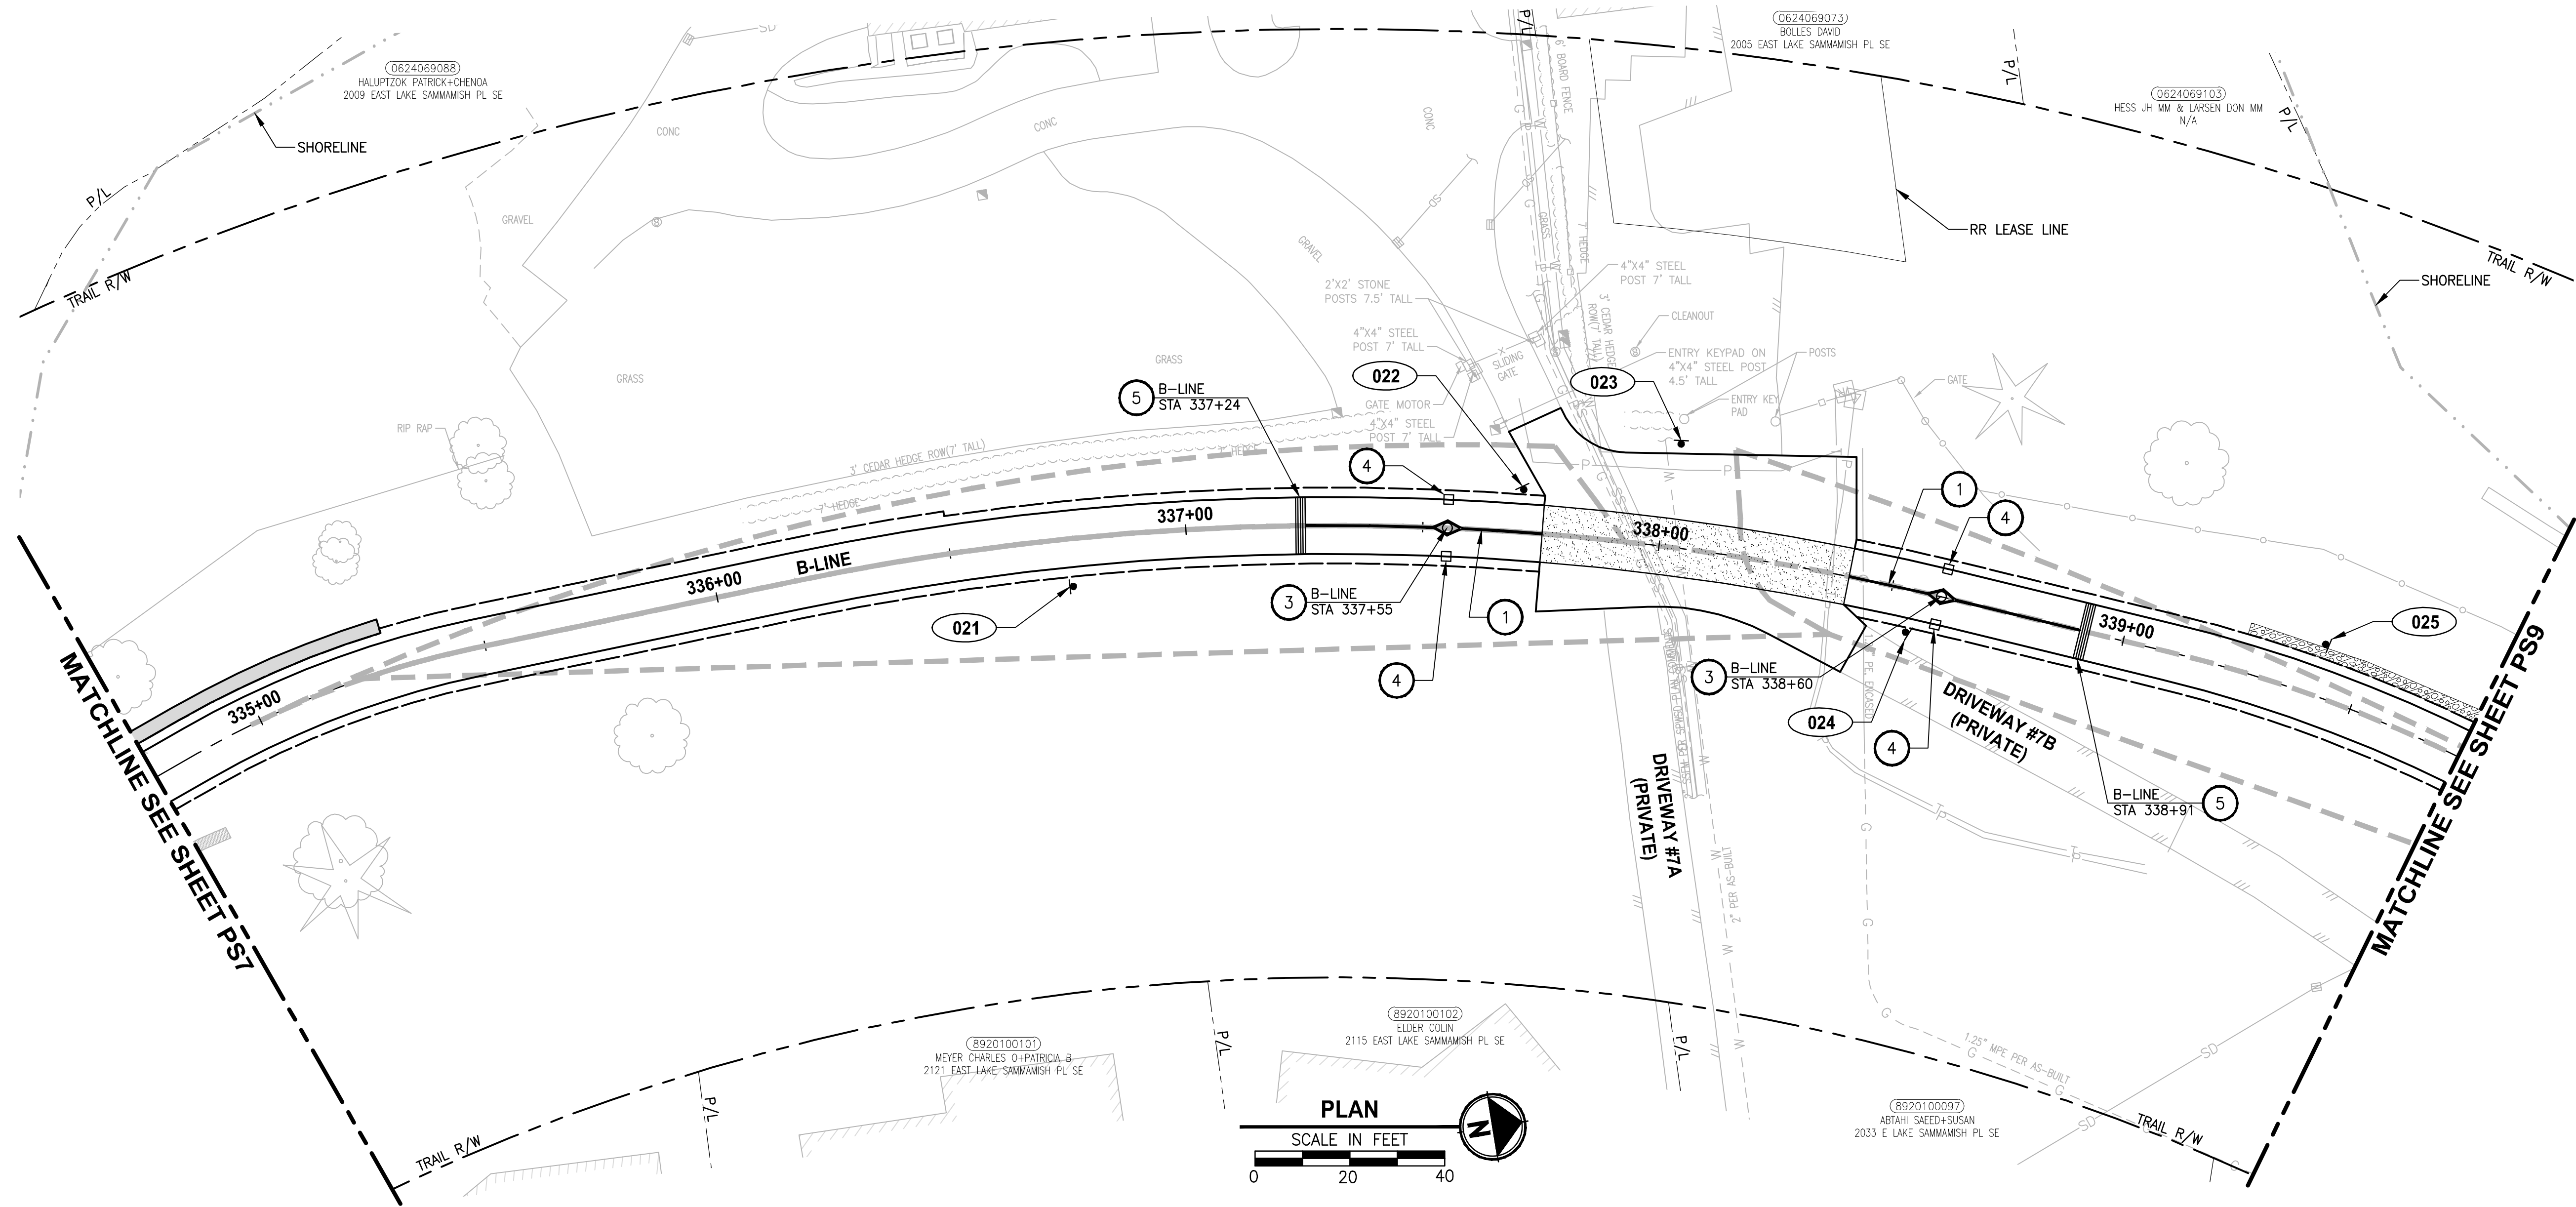 SD
P/L
0624069073
BOLLES DAVID
2005 EAST LAKE SAMMAMISH PL SE
0624069088
HALUPTZOK PATRICK+CHENOA
2009 EAST LAKE SAMMAMISH PL SE
P/L
0624069103
HESS JH MM & LARSEN DON MM
N/A
P/L
SHORELINE
P/L
CONC
CONC
CONC
6' BOARD FENCE
GRAVEL
GRAVEL
SD
GRASS
7' HEDGE
RR LEASE LINE
TRAIL R/W
TRAIL R/W
SHORELINE
2'X2' STONE
POSTS 7.5' TALL
4"X4" STEEL
POST 7' TALL
3' CEDAR HEDGE
ROW(7' TALL)
CLEANOUT
4"X4" STEEL
POST 7' TALL
SLIDING
GATE
ENTRY KEYPAD ON
4"X4" STEEL POST
4.5' TALL
POSTS
GRASS
GRASS
022
023
GATE
5
B-LINE
STA 337+24
GATE MOTOR
ENTRY KEY
PAD
4"X4" STEEL
POST 7' TALL
RIP RAP
3' CEDAR HEDGE ROW(7' TALL)
7' HEDGE
7' HEDGE
4
1
4
337+00
338+00
B-LINE
336+00
3
B-LINE
STA 337+55
1
021
339+00
025
4
3
B-LINE
STA 338+60
1.25" PE, ENCASED
024
4
335+00
DRIVEWAY #7B
(PRIVATE)
DRIVEWAY #7A
(PRIVATE)
B-LINE
STA 338+91
5
2" PER AS-BUILT
MATCHLINE SEE SHEET PS7
MATCHLINE SEE SHEET PS9
8920100101
MEYER CHARLES O+PATRICIA B
2121 EAST LAKE SAMMAMISH PL SE
8920100102
ELDER COLIN
2115 EAST LAKE SAMMAMISH PL SE
P/L
P/L
P/L
1.25" MPE PER AS-BUILT
SD
SD
8920100097
ABTAHI SAEED+SUSAN
2033 E LAKE SAMMAMISH PL SE
TRAIL R/W
TRAIL R/W
PLAN
N
SCALE IN FEET
0 20 40